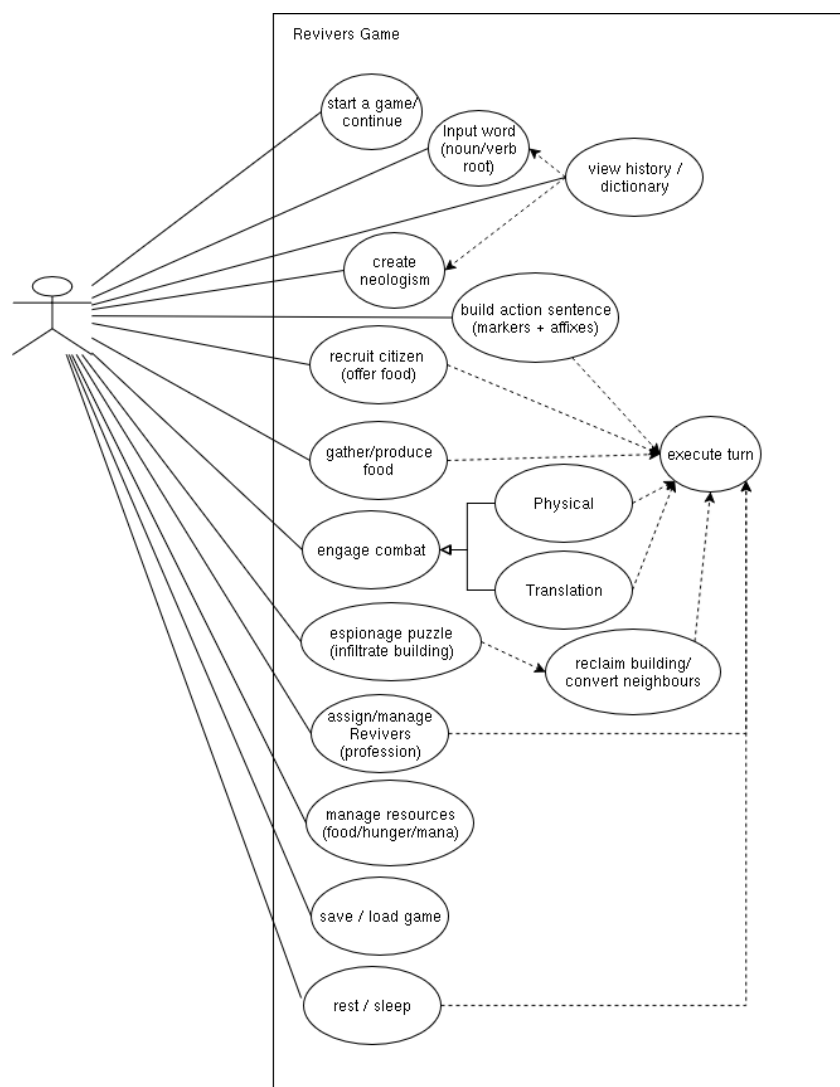 Revivers Game
start a game/
continue
Input word
(noun/verb
root)
view history /
dictionary
create
neologism
build action sentence
(markers + affixes)
recruit citizen
(offer food)
gather/produce
food
execute turn
Physical
engage combat
Translation
espionage puzzle
(infiltrate building)
reclaim building/
convert neighbours
assign/manage
Revivers
(profession)
manage resources
(food/hunger/mana)
save / load game
rest / sleep